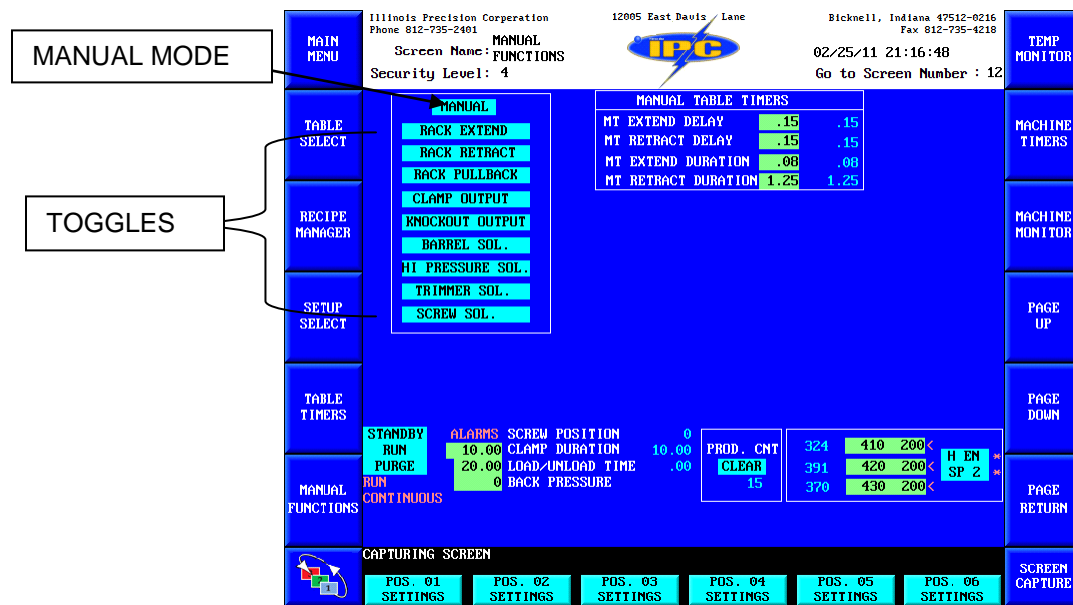 MANUAL MODE
TOGGLES
MAIN MENU
TABLE SELECT
RECIPE MANAGER
SETUP SELECT
TABLE TIMERS
MANUAL FUNCTIONS
Illinois Precision Corperation
Phone 812-735-2401
12005 East Davis Lane
Bicknell, Indiana 47512-0216
Fax 812-735-4218
Screen Name: MANUAL FUNCTIONS
Security Level: 4
IPC
02/25/11 21:16:48
Go to Screen Number : 12
MANUAL
RACK EXTEND
RACK RETRACT
RACK PULLBACK
CLAMP OUTPUT
KNOCKOUT OUTPUT
BARREL SOL.
HI PRESSURE SOL.
TRIMMER SOL.
SCREW SOL.
MANUAL TABLE TIMERS
MT EXTEND DELAY .15 .15
MT RETRACT DELAY .15 .15
MT EXTEND DURATION .08 .08
MT RETRACT DURATION 1.25 1.25
STANDBY
RUN
PURGE
RUN
CONTINUOUS
ALARMS SCREW POSITION 0
10.00 CLAMP DURATION 10.00
20.00 LOAD/UNLOAD TIME .00
0 BACK PRESSURE
PROD. CNT
CLEAR
15
324 410 200<
391 420 200<
370 430 200<
H EN *
SP 2 *
CAPTURING SCREEN
POS. 01 SETTINGS
POS. 02 SETTINGS
POS. 03 SETTINGS
POS. 04 SETTINGS
POS. 05 SETTINGS
POS. 06 SETTINGS
TEMP MONITOR
MACHINE TIMERS
MACHINE MONITOR
PAGE UP
PAGE DOWN
PAGE RETURN
SCREEN CAPTURE